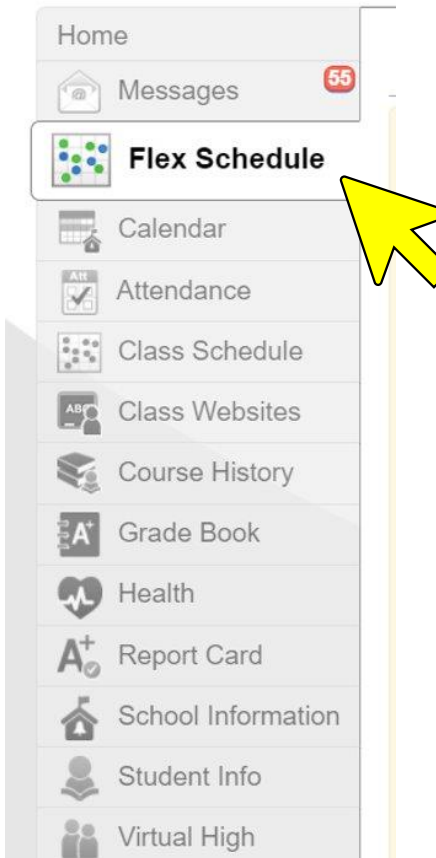 Home
Messages 55
Flex Schedule
Calendar
Att
Attendance
Class Schedule
ABC
Class Websites
Course History
A+
Grade Book
Health
A+
Report Card
School Information
Student Info
Virtual High